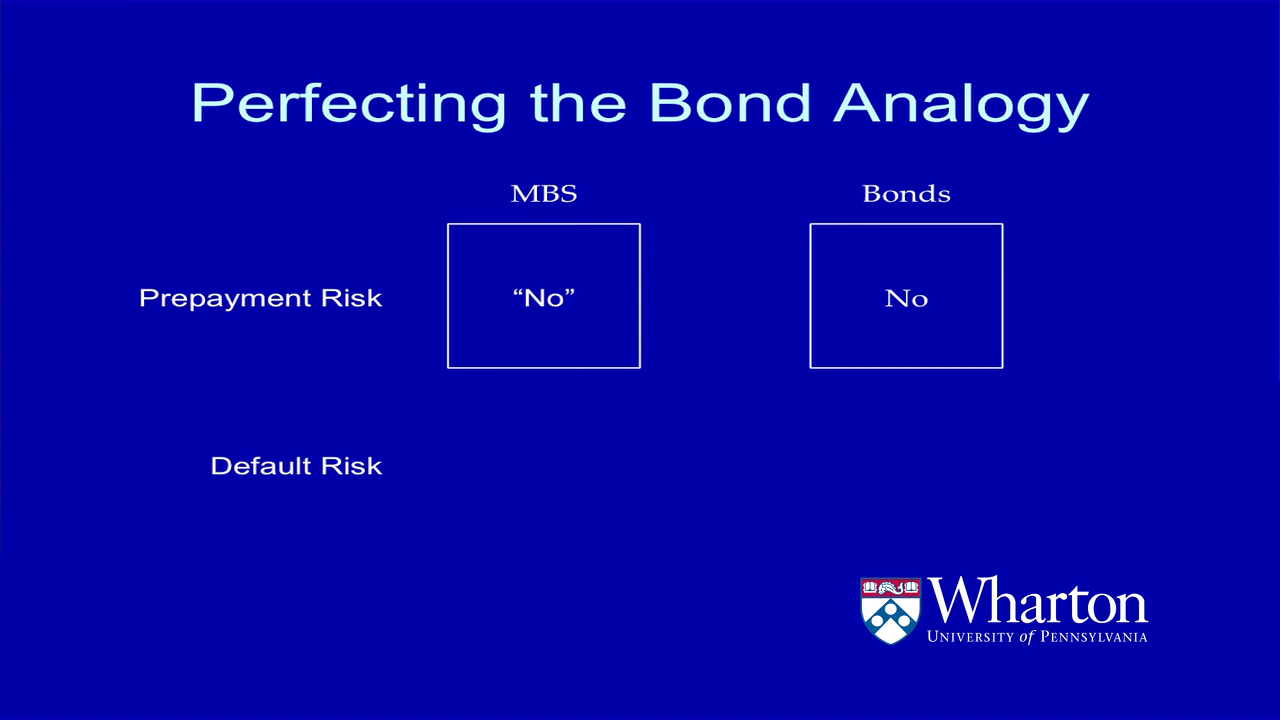 Perfecting the Bond Analogy
MBS Bonds
Prepayment Risk “No” No
Default Risk
Wharton
UNIVERSITY of PENNSYLVANIA